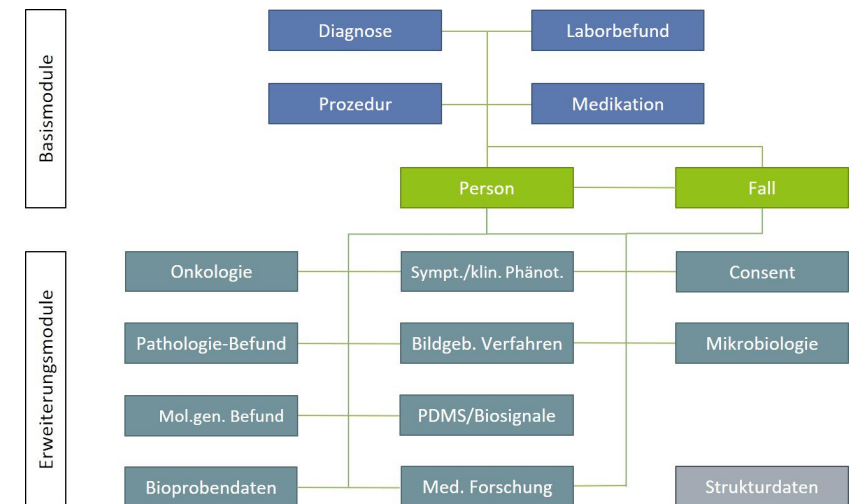 Basismodule
Diagnose
Laborbefund
Prozedur
Medikation
Person
Fall
Erweiterungsmodule
Onkologie
Sympt./klin. Phänot.
Consent
Pathologie-Befund
Bildgeb. Verfahren
Mikrobiologie
Mol.gen. Befund
PDMS/Biosignale
Bioprobendaten
Med. Forschung
Strukturdaten